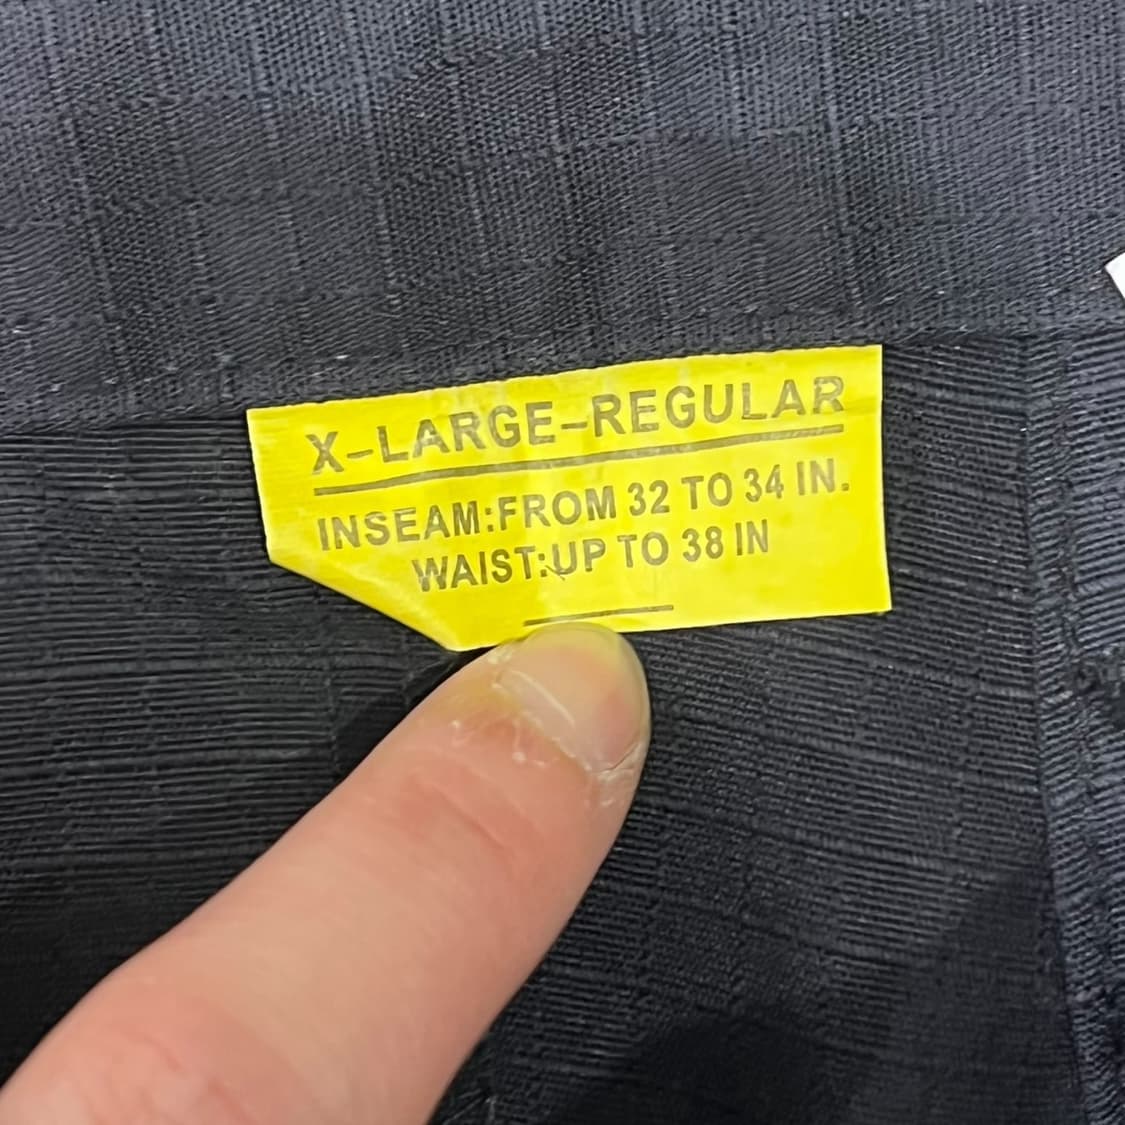 X-LARGE-REGULAR
INSEAM:FROM 32 TO 34 IN.
WAIST:UP TO 38 IN